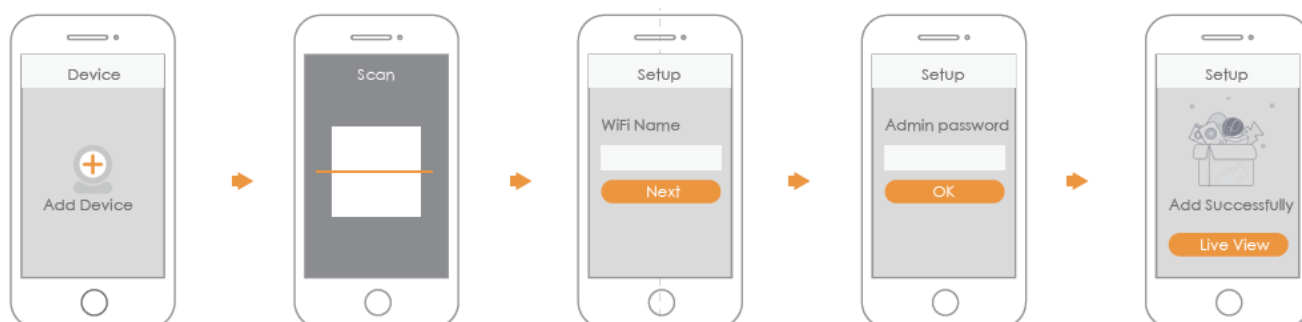 Device
Add Device
Scan
Setup
WiFi Name
Next
Setup
Admin password
OK
Setup
Add Successfully
Live View